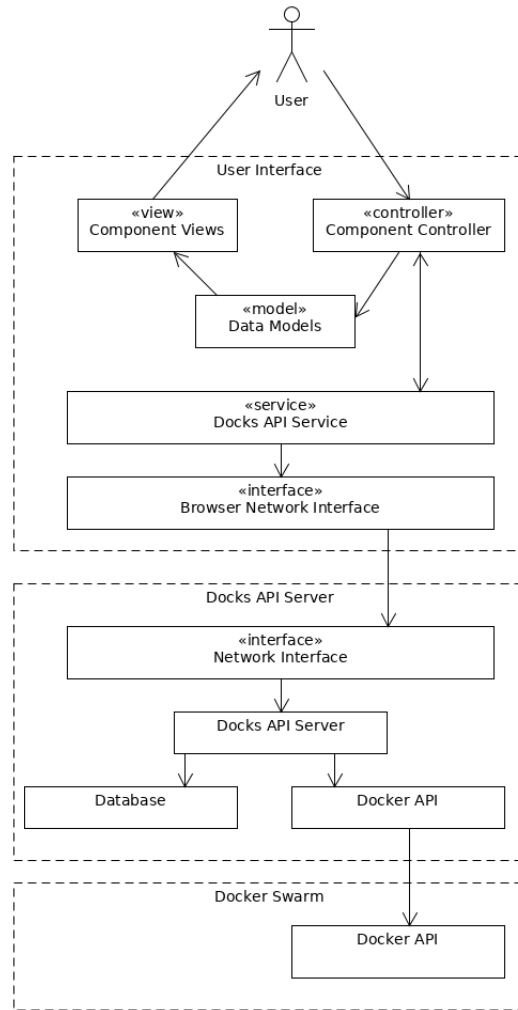 User
User Interface
«view»
Component Views
«controller»
Component Controller
«model»
Data Models
«service»
Docks API Service
«interface»
Browser Network Interface
Docks API Server
«interface»
Network Interface
Docks API Server
Database
Docker API
Docker Swarm
Docker API